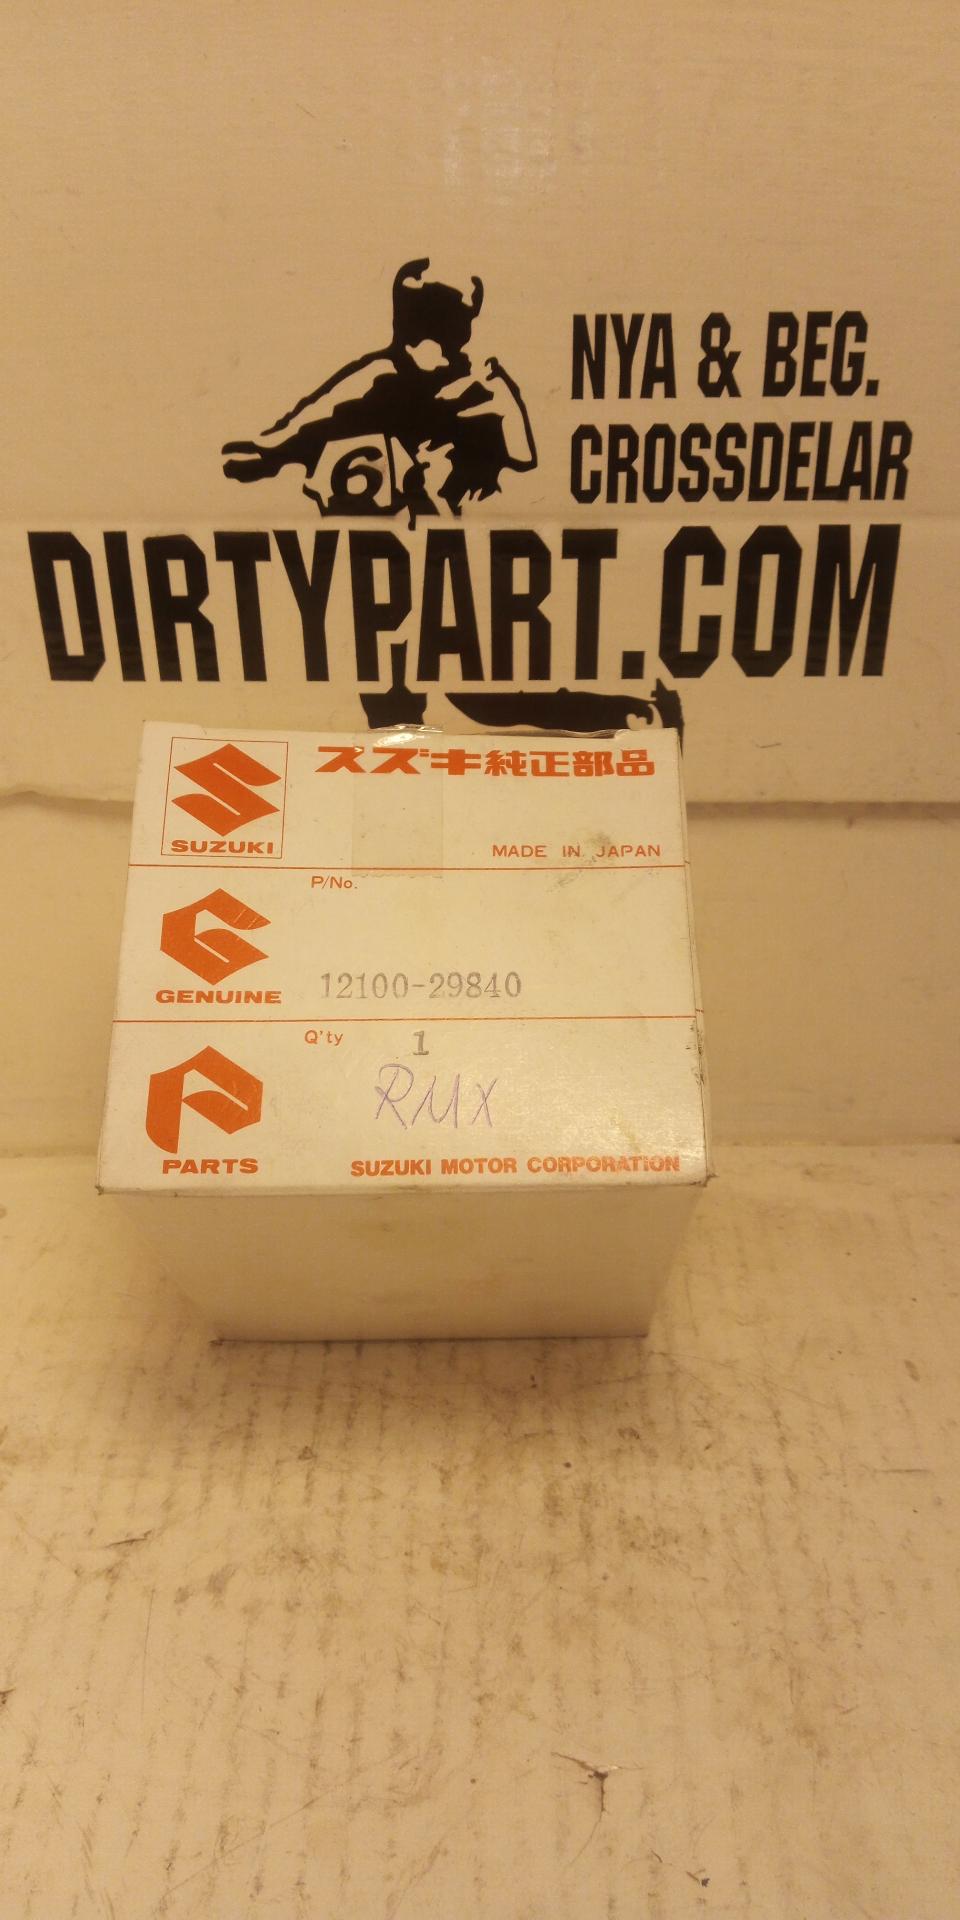 NYA & BEG.
CROSSDELAR
6
DIRTYPART.COM
スズキ純正部品
SUZUKI
MADE IN JAPAN
P/No.
GENUINE
12100-29840
Q'ty 1
RMX
PARTS
SUZUKI MOTOR CORPORATION